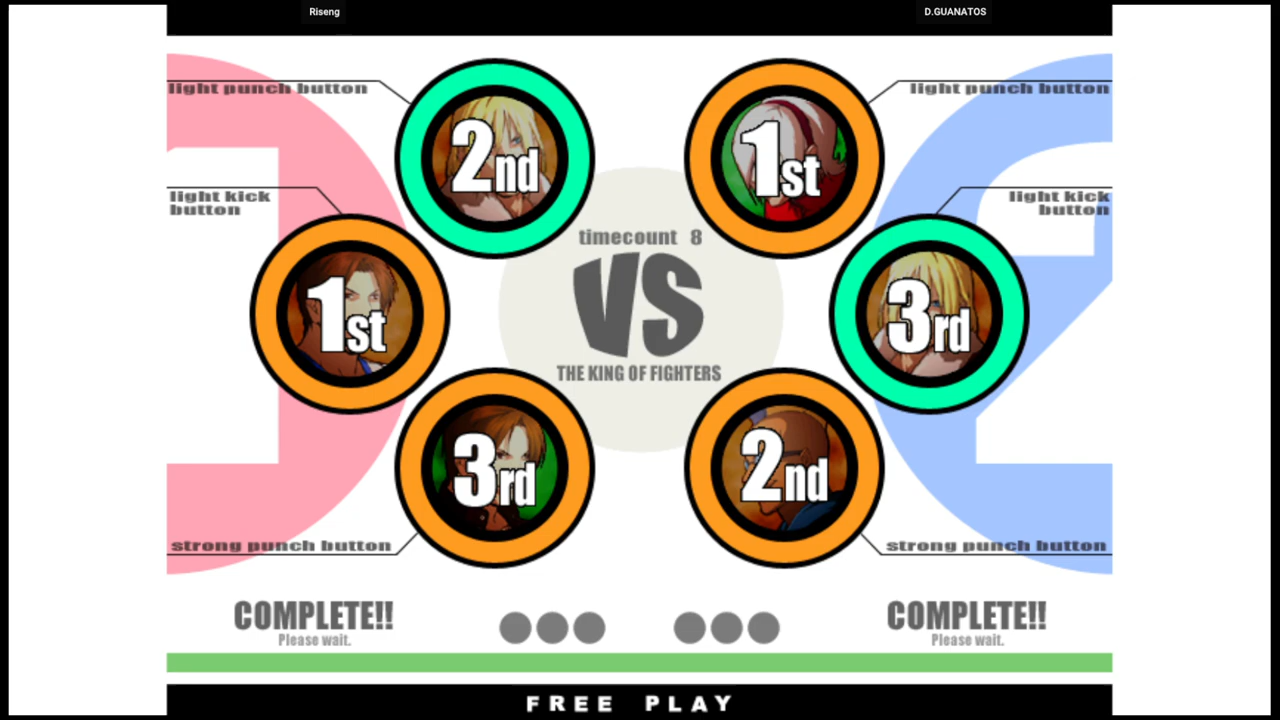 Riseng
D.GUANATOS
light punch button
light punch button
2nd
1st
light kick
button
light kick
button
timecount 8
VS
THE KING OF FIGHTERS
1st
3rd
3rd
2nd
strong punch button
strong punch button
COMPLETE!!
Please wait.
COMPLETE!!
Please wait.
FREE PLAY
1
2